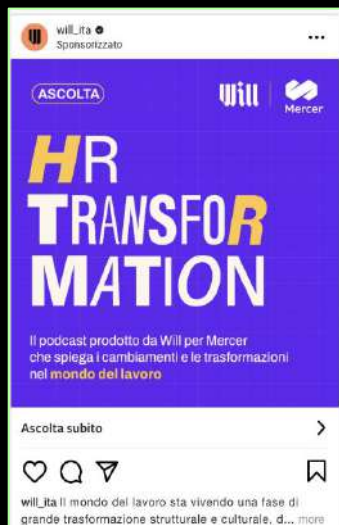 will_ita
Sponsorizzato
ASCOLTA
Will
Mercer
HR
TRANSFOR
MATION
Il podcast prodotto da Will per Mercer
che spiega i cambiamenti e le trasformazioni
nel mondo del lavoro
Ascolta subito
will_ita Il mondo del lavoro sta vivendo una fase di
grande trasformazione strutturale e culturale, d... more